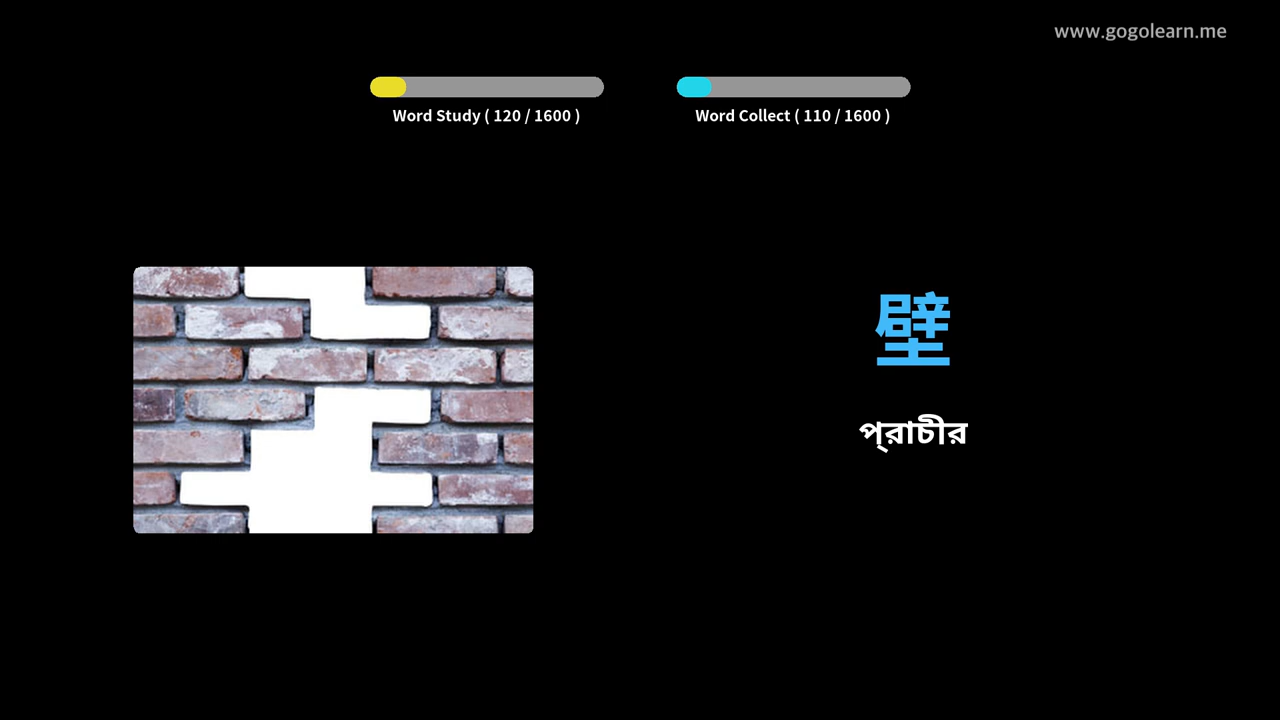 www.gogolearn.me
Word Study ( 120 / 1600 )
Word Collect ( 110 / 1600 )
壁
প্রাচীর